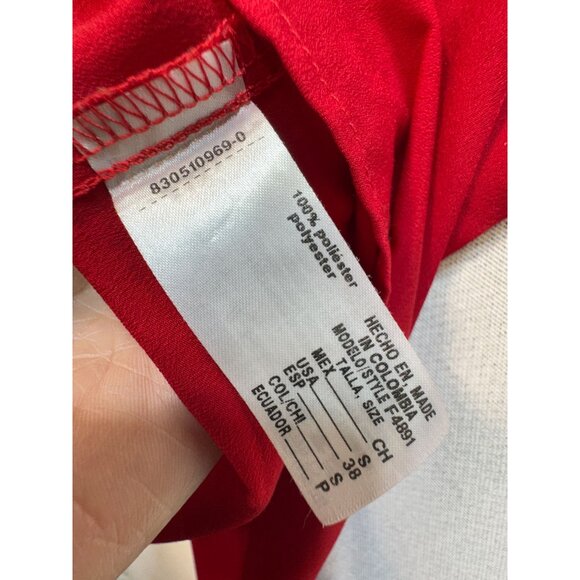 830510969-0
100% poliéster
polyester
HECHO EN, MADE
IN COLOMBIA
MODELO/STYLE F4891
TALLA, SIZE
MEX CH
USA S
ESP 38
COL/CHI S
ECUADOR P